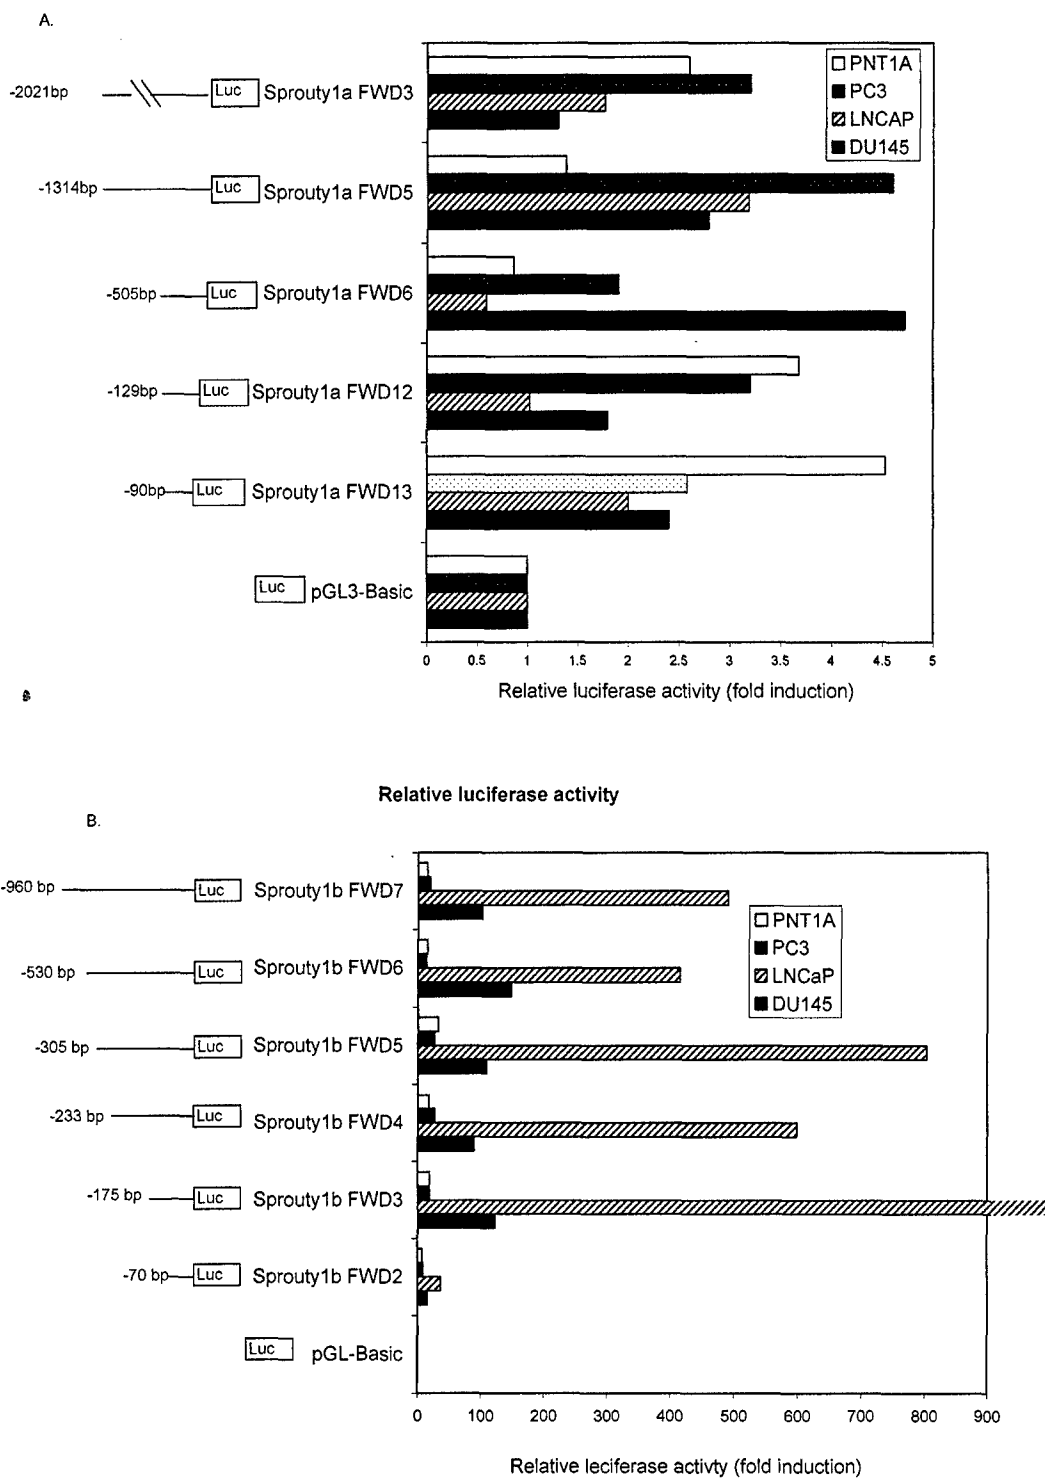 A.
-2021bp Luc Sprouty1a FWD3
-1314bp Luc Sprouty1a FWD5
-505bp Luc Sprouty1a FWD6
-129bp Luc Sprouty1a FWD12
-90bp Luc Sprouty1a FWD13
Luc pGL3-Basic
PNT1A
PC3
LNCAP
DU145
0 0.5 1 1.5 2 2.5 3 3.5 4 4.5 5
Relative luciferase activity (fold induction)
Relative luciferase activity
B.
-960 bp Luc Sprouty1b FWD7
-530 bp Luc Sprouty1b FWD6
-305 bp Luc Sprouty1b FWD5
-233 bp Luc Sprouty1b FWD4
-175 bp Luc Sprouty1b FWD3
-70 bp Luc Sprouty1b FWD2
Luc pGL-Basic
PNT1A
PC3
LNCaP
DU145
0 100 200 300 400 500 600 700 800 900
Relative leciferase activty (fold induction)